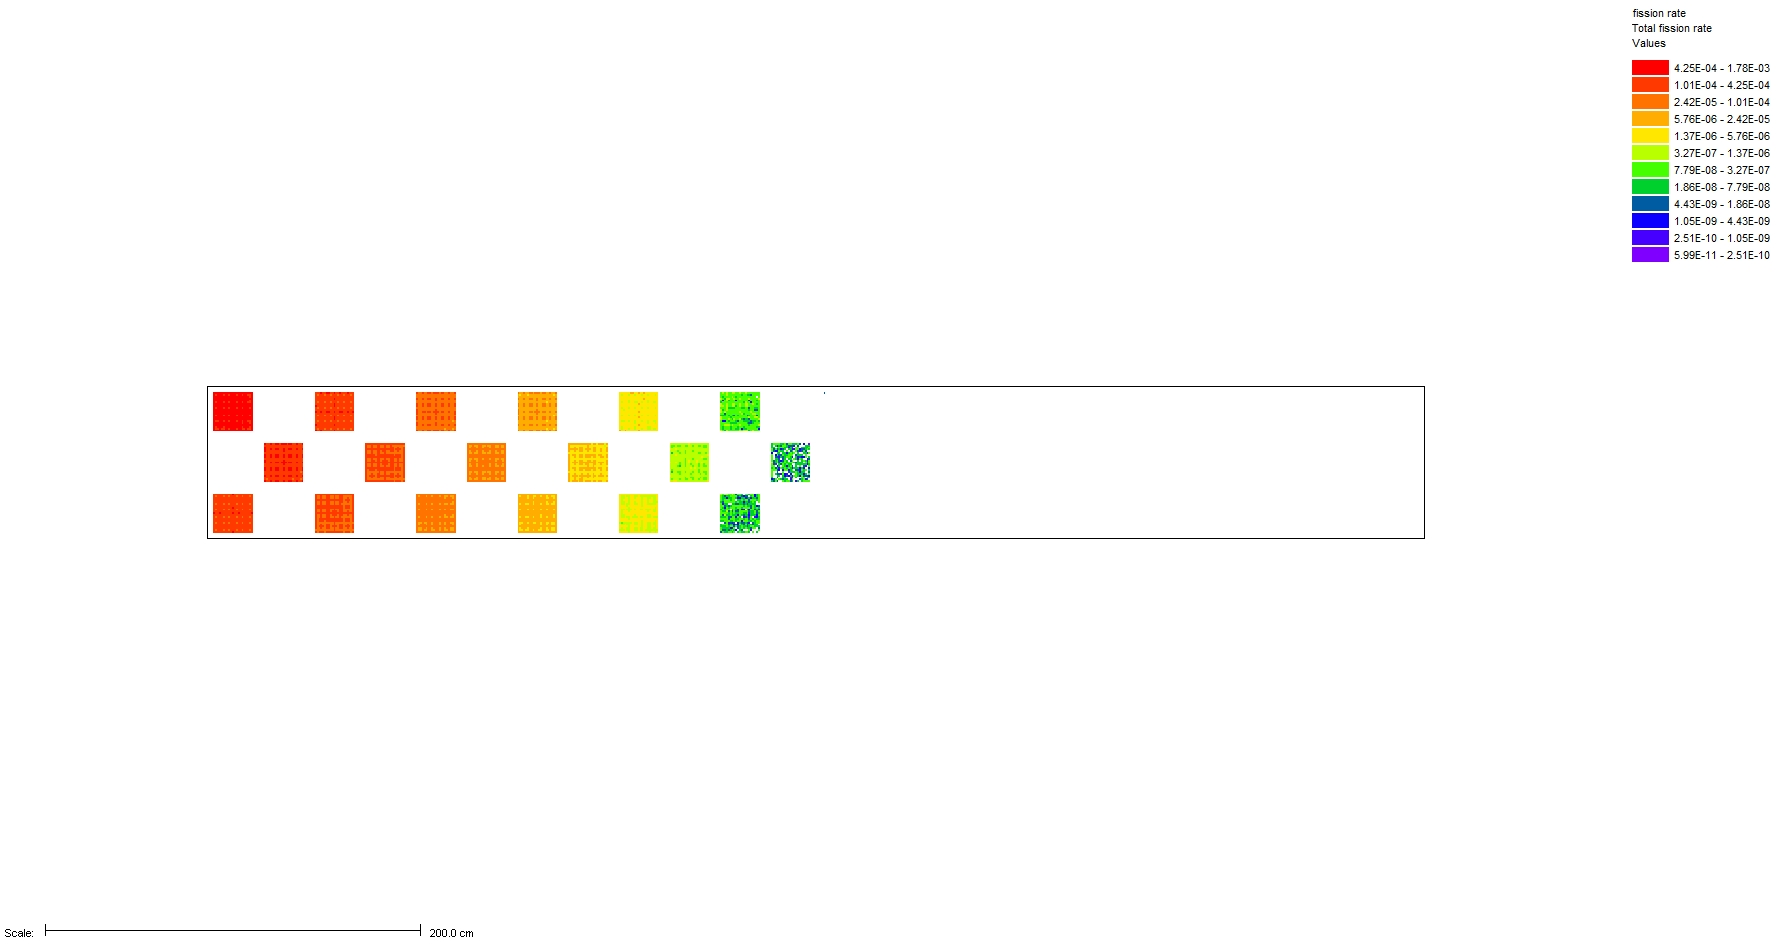 fission rate
Total fission rate
Values
4.25E-04 - 1.78E-03
1.01E-04 - 4.25E-04
2.42E-05 - 1.01E-04
5.76E-06 - 2.42E-05
1.37E-06 - 5.76E-06
3.27E-07 - 1.37E-06
7.79E-08 - 3.27E-07
1.86E-08 - 7.79E-08
4.43E-09 - 1.86E-08
1.05E-09 - 4.43E-09
2.51E-10 - 1.05E-09
5.99E-11 - 2.51E-10
Scale: 200.0 cm